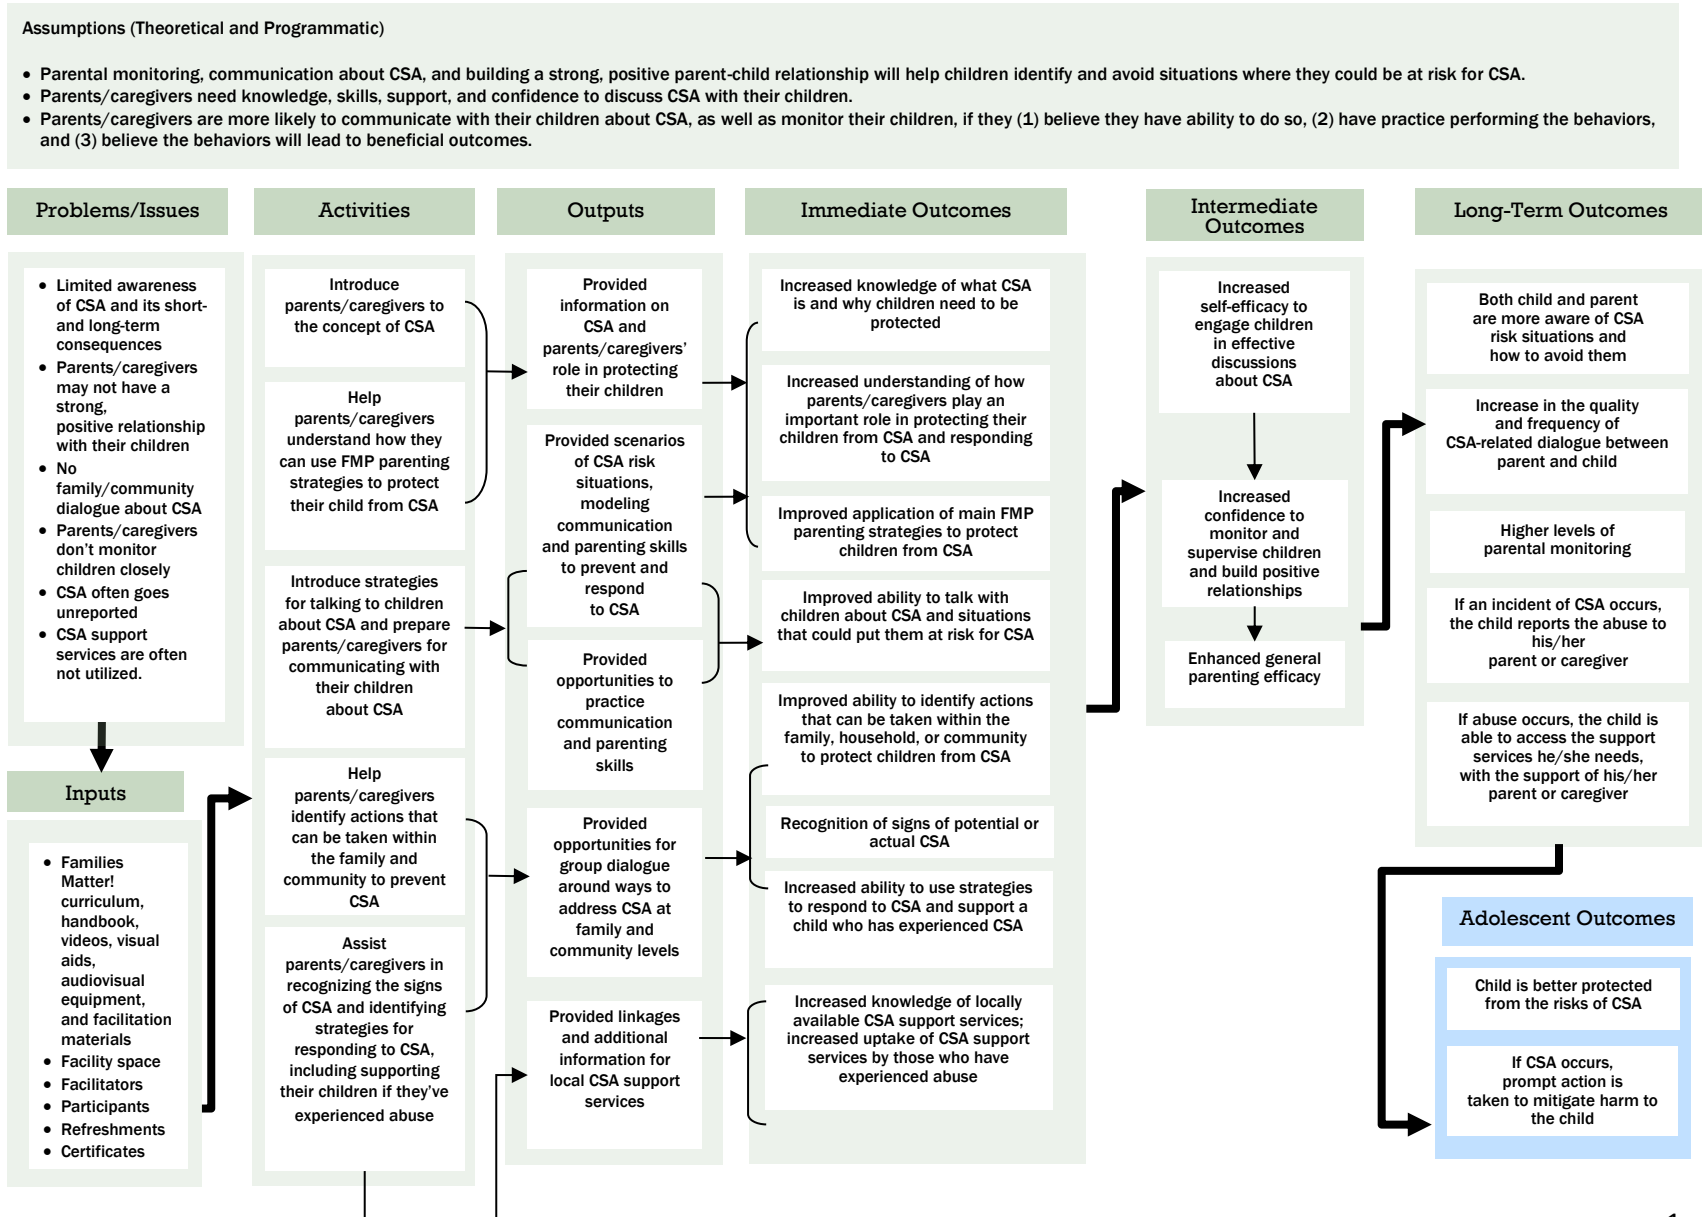 Assumptions (Theoretical and Programmatic)
• Parental monitoring, communication about CSA, and building a strong, positive parent-child relationship will help children identify and avoid situations where they could be at risk for CSA.
• Parents/caregivers need knowledge, skills, support, and confidence to discuss CSA with their children.
• Parents/caregivers are more likely to communicate with their children about CSA, as well as monitor their children, if they (1) believe they have ability to do so, (2) have practice performing the behaviors,
and (3) believe the behaviors will lead to beneficial outcomes.
Problems/Issues
• Limited awareness
of CSA and its short-
and long-term
consequences
• Parents/caregivers
may not have a
strong,
positive relationship
with their children
• No
family/community
dialogue about CSA
• Parents/caregivers
don't monitor
children closely
• CSA often goes
unreported
• CSA support
services are often
not utilized.
Inputs
• Families
Matter!
curriculum,
handbook,
videos, visual
aids,
audiovisual
equipment,
and facilitation
materials
• Facility space
• Facilitators
• Participants
• Refreshments
• Certificates
Activities
Introduce
parents/caregivers to
the concept of CSA
Help
parents/caregivers
understand how they
can use FMP parenting
strategies to protect
their child from CSA
Introduce strategies
for talking to children
about CSA and prepare
parents/caregivers for
communicating with
their children
about CSA
Help
parents/caregivers
identify actions that
can be taken within
the family and
community to prevent
CSA
Assist
parents/caregivers in
recognizing the signs
of CSA and identifying
strategies for
responding to CSA,
including supporting
their children if they've
experienced abuse
Outputs
Provided
information on
CSA and
parents/caregivers'
role in protecting
their children
Provided scenarios
of CSA risk
situations,
modeling
communication
and parenting skills
to prevent and
respond
to CSA
Provided
opportunities to
practice
communication
and parenting
skills
Provided
opportunities for
group dialogue
around ways to
address CSA at
family and
community levels
Provided linkages
and additional
information for
local CSA support
services
Immediate Outcomes
Increased knowledge of what CSA
is and why children need to be
protected
Increased understanding of how
parents/caregivers play an
important role in protecting their
children from CSA and responding
to CSA
Improved application of main FMP
parenting strategies to protect
children from CSA
Improved ability to talk with
children about CSA and situations
that could put them at risk for CSA
Improved ability to identify actions
that can be taken within the
family, household, or community
to protect children from CSA
Recognition of signs of potential or
actual CSA
Increased ability to use strategies
to respond to CSA and support a
child who has experienced CSA
Increased knowledge of locally
available CSA support services;
increased uptake of CSA support
services by those who have
experienced abuse
Intermediate
Outcomes
Increased
self-efficacy to
engage children
in effective
discussions
about CSA
Increased
confidence to
monitor and
supervise children
and build positive
relationships
Enhanced general
parenting efficacy
Long-Term Outcomes
Both child and parent
are more aware of CSA
risk situations and
how to avoid them
Increase in the quality
and frequency of
CSA-related dialogue between
parent and child
Higher levels of
parental monitoring
If an incident of CSA occurs,
the child reports the abuse to
his/her
parent or caregiver
If abuse occurs, the child is
able to access the support
services he/she needs,
with the support of his/her
parent or caregiver
Adolescent Outcomes
Child is better protected
from the risks of CSA
If CSA occurs,
prompt action is
taken to mitigate harm to
the child